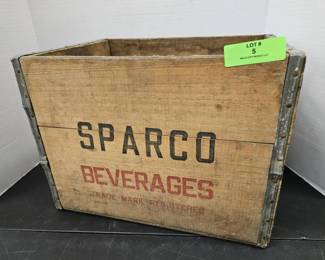 LOT #
5
SPARCO
BEVERAGES
TRADE MARK REGISTERED